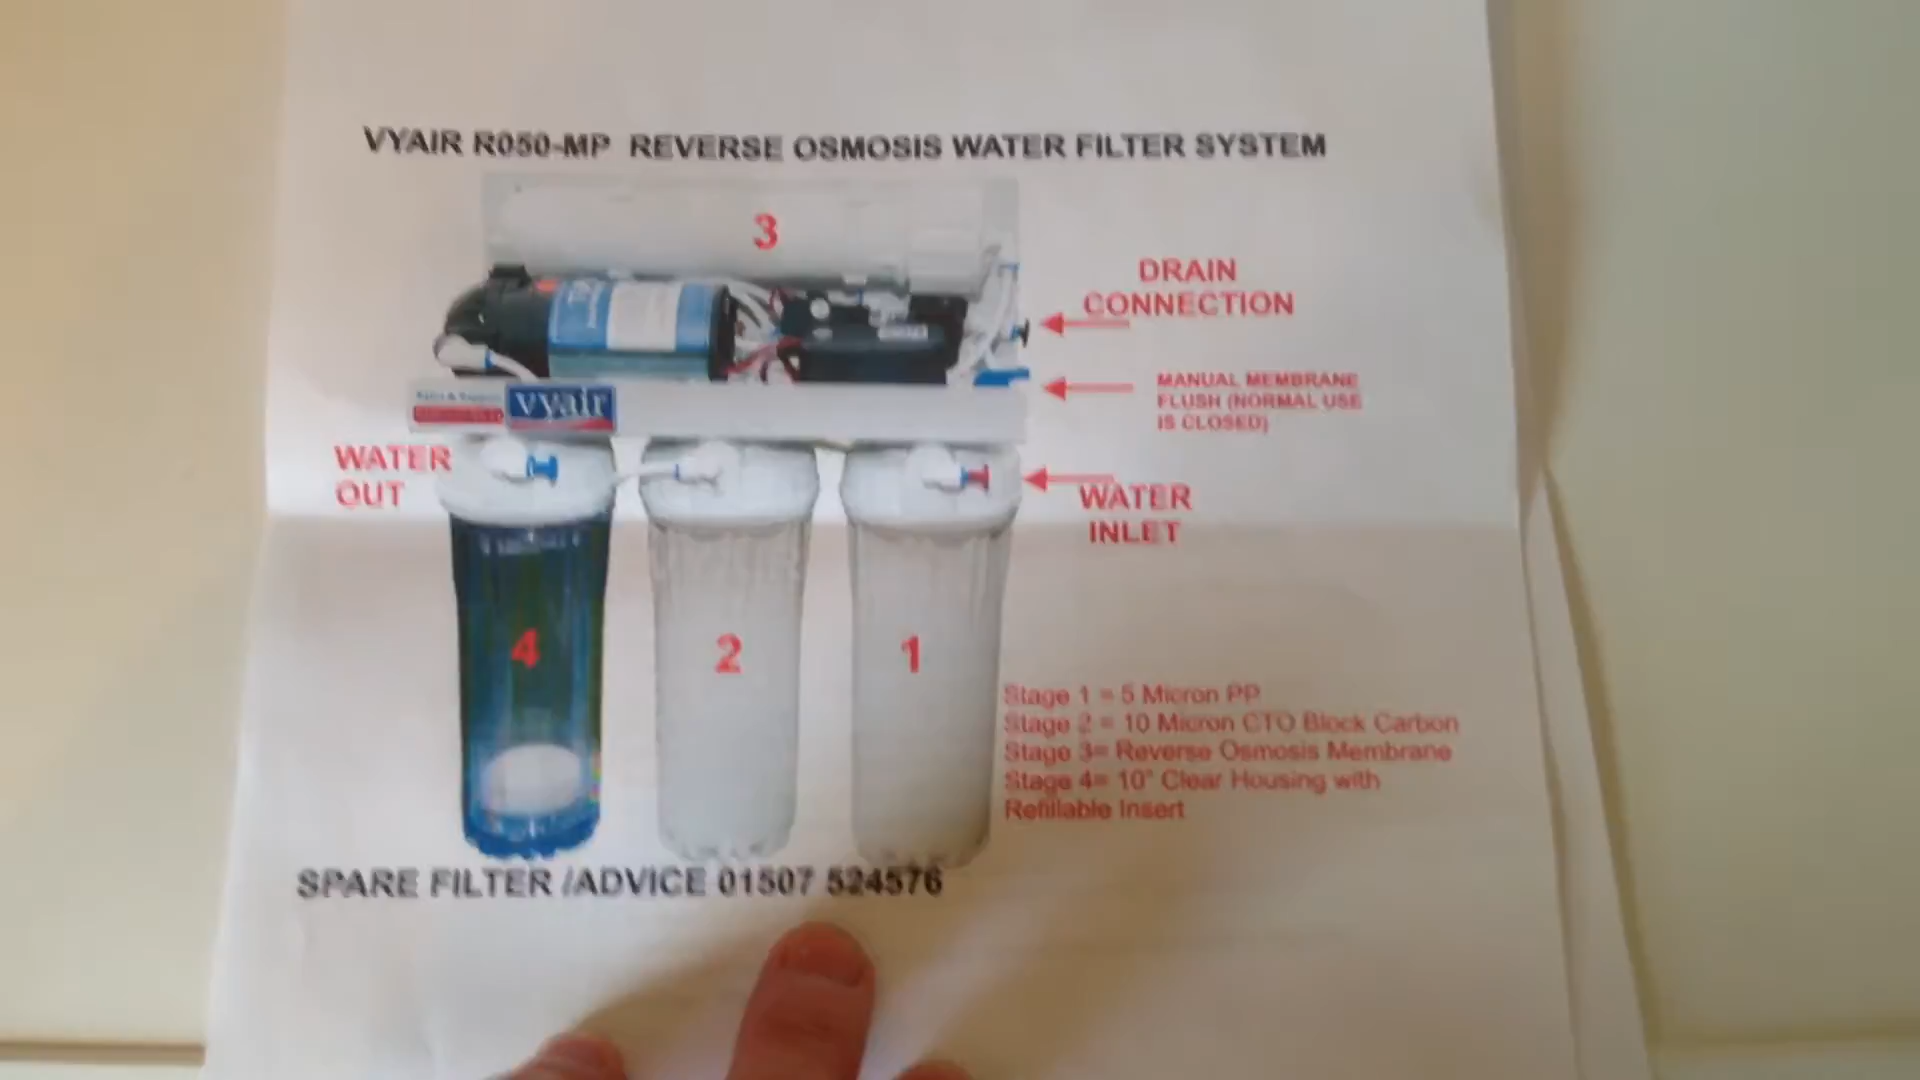 VYAIR R050-MP REVERSE OSMOSIS WATER FILTER SYSTEM
3
DRAIN
CONNECTION
MANUAL MEMBRANE
FLUSH (NORMAL USE
IS CLOSED)
vyair
WATER
OUT
WATER
INLET
4
2
1
Stage 1 = 5 Micron PP
Stage 2 = 10 Micron CTO Block Carbon
Stage 3= Reverse Osmosis Membrane
Stage 4= 10" Clear Housing with
Refillable Insert
SPARE FILTER /ADVICE 01507 524576